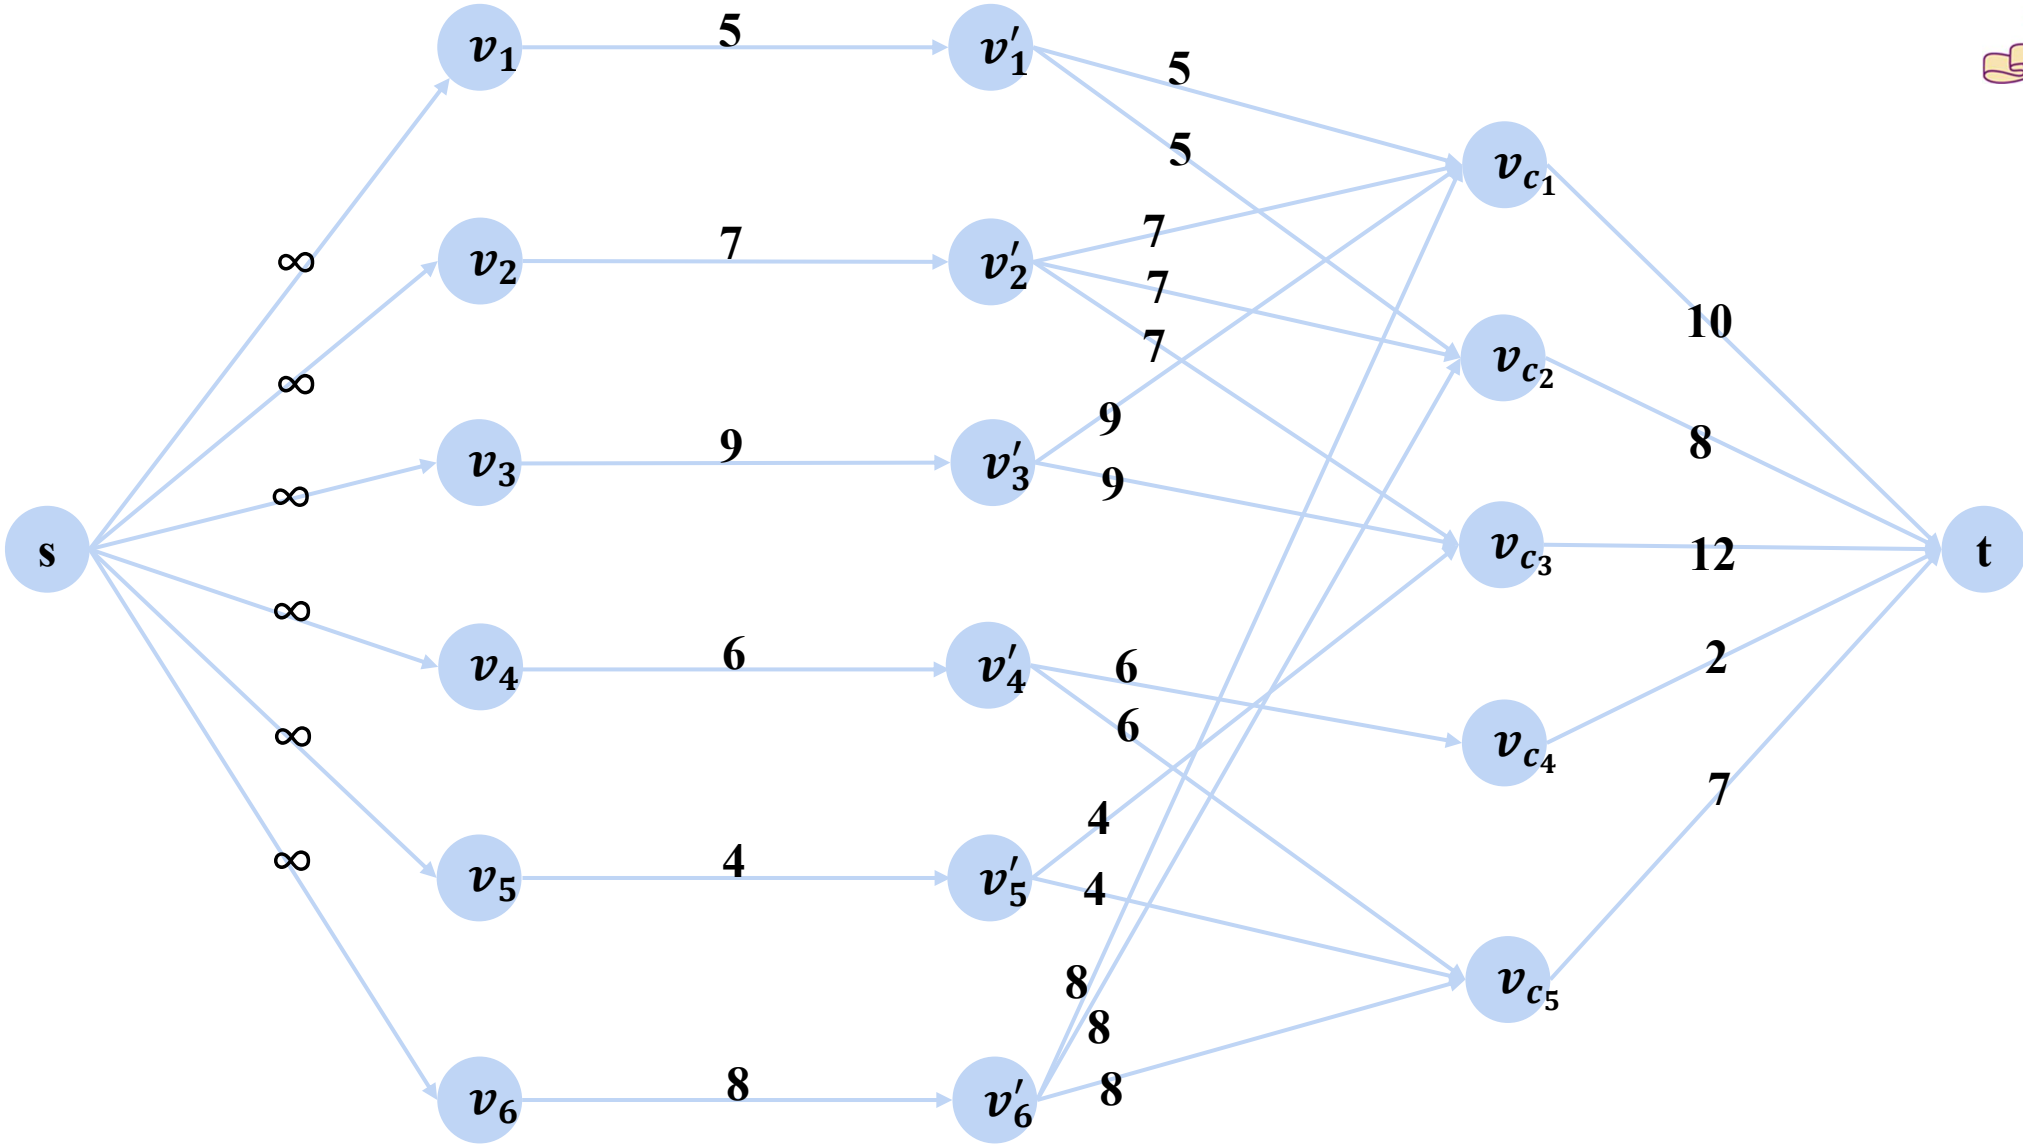 v₁ 5 v′₁ 5
5
v_c₁
∞ v₂ 7 v′₂ 7
7
7
v_c₂
10
∞
v₃ 9 v′₃ 9
9
8
∞
s
v_c₃ 12 t
∞
v₄ 6 v′₄ 6
6
v_c₄
2
∞
7
v₅ 4 v′₅ 4
4
∞
v_c₅
8
8
v₆ 8 v′₆ 8